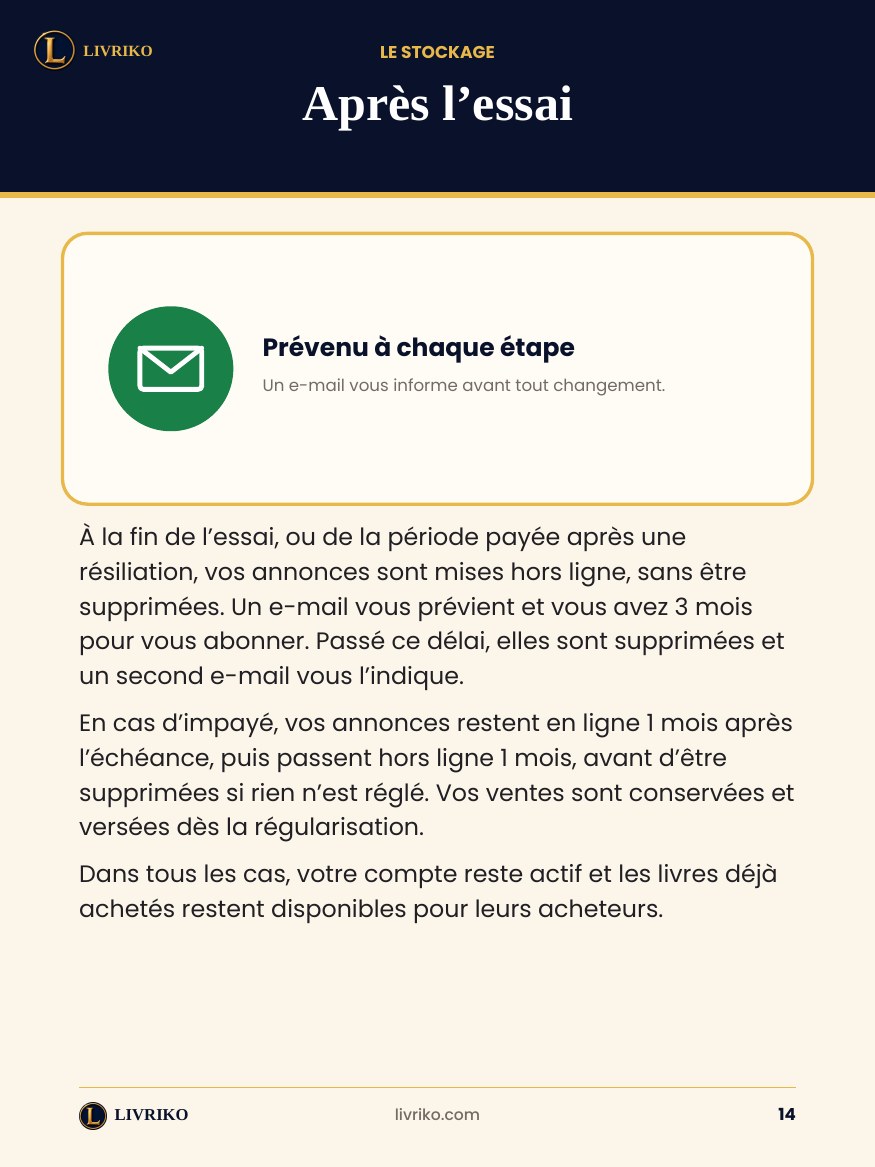 LIVRIKO
LE STOCKAGE
Après l’essai
Prévenu à chaque étape
Un e-mail vous informe avant tout changement.
À la fin de l’essai, ou de la période payée après une
résiliation, vos annonces sont mises hors ligne, sans être
supprimées. Un e-mail vous prévient et vous avez 3 mois
pour vous abonner. Passé ce délai, elles sont supprimées et
un second e-mail vous l’indique.
En cas d’impayé, vos annonces restent en ligne 1 mois après
l’échéance, puis passent hors ligne 1 mois, avant d’être
supprimées si rien n’est réglé. Vos ventes sont conservées et
versées dès la régularisation.
Dans tous les cas, votre compte reste actif et les livres déjà
achetés restent disponibles pour leurs acheteurs.
L LIVRIKO
livriko.com
14